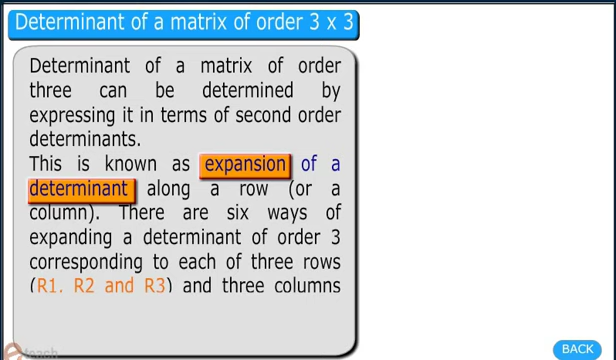 Determinant of a matrix of order 3 x 3
Determinant of a matrix of order
three can be determined by
expressing it in terms of second order
determinants.
This is known as expansion of a
determinant along a row (or a
column). There are six ways of
expanding a determinant of order 3
corresponding to each of three rows
(R1. R2 and R3) and three columns
BACK